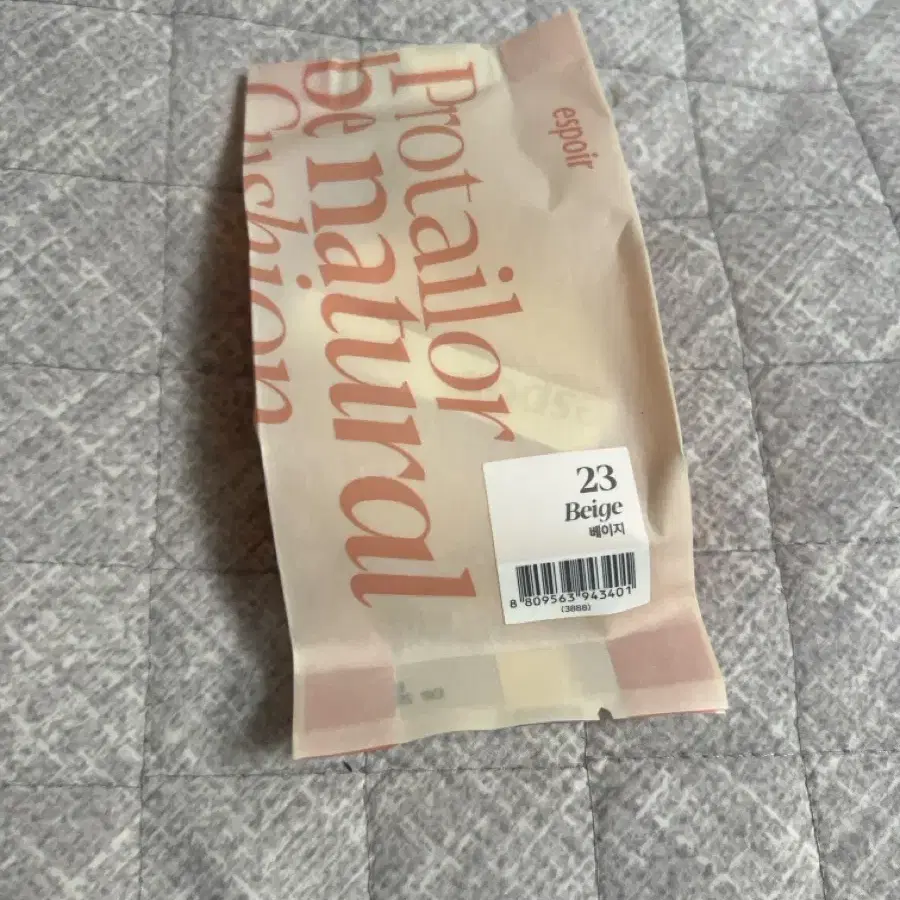 espoir
Protailor
be natural
Cushion
23
Beige
베이지
8 809563 943401
(3888)